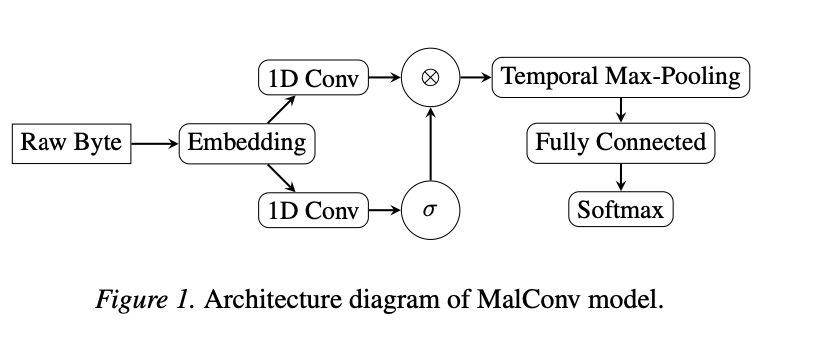 1D Conv
⊗
Temporal Max-Pooling
Raw Byte
Embedding
Fully Connected
1D Conv
σ
Softmax
Figure 1. Architecture diagram of MalConv model.